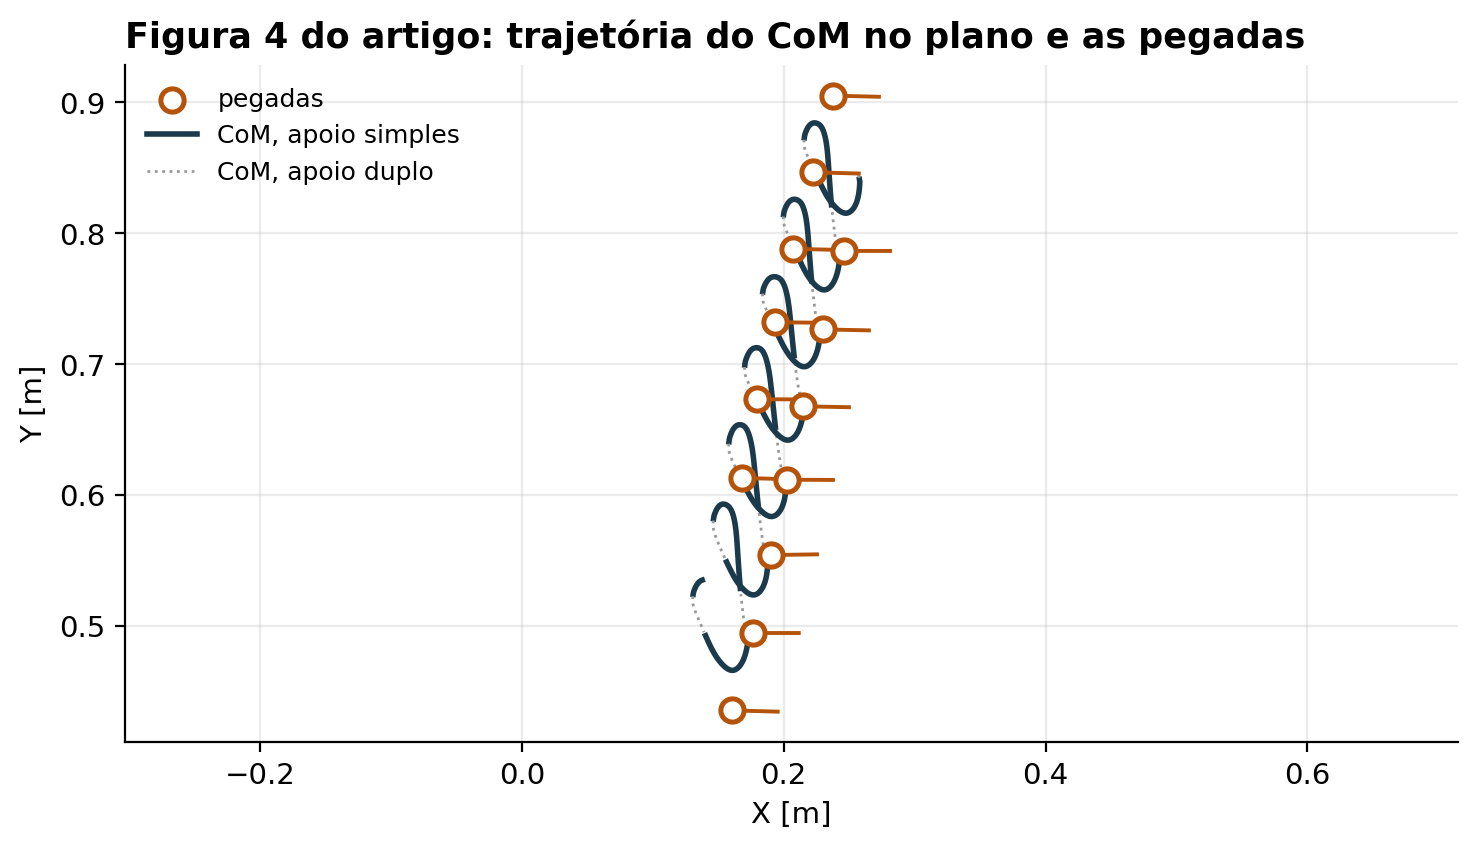 Figura 4 do artigo: trajetória do CoM no plano e as pegadas
pegadas
CoM, apoio simples
CoM, apoio duplo
0.9
0.8
0.7
0.6
0.5
Y [m]
−0.2
0.0
0.2
0.4
0.6
X [m]